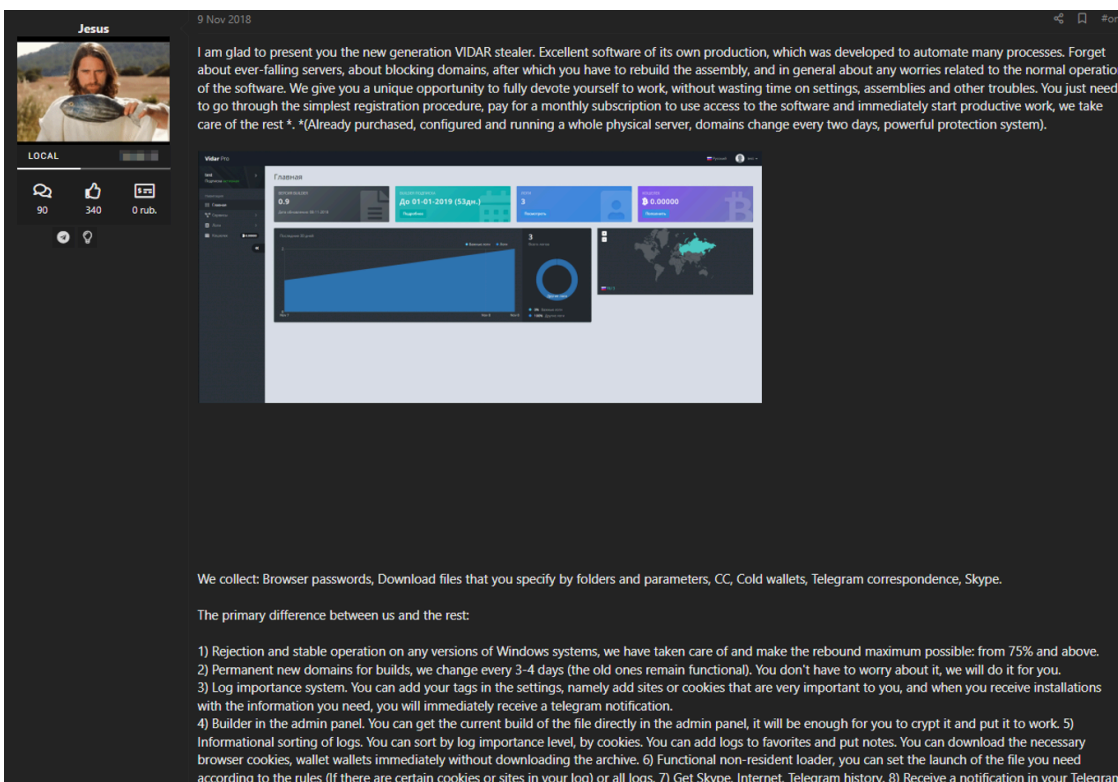 Jesus
9 Nov 2018
I am glad to present you the new generation VIDAR stealer. Excellent software of its own production, which was developed to automate many processes. Forget
about ever-falling servers, about blocking domains, after which you have to rebuild the assembly, and in general about any worries related to the normal operatio
of the software. We give you a unique opportunity to fully devote yourself to work, without wasting time on settings, assemblies and other troubles. You just need
to go through the simplest registration procedure, pay for a monthly subscription to use access to the software and immediately start productive work, we take
care of the rest *. *(Already purchased, configured and running a whole physical server, domains change every two days, powerful protection system).
LOCAL
90 340 0 rub.
Vidar Pro
Главная
0.9
До 01-01-2019 (53дн.)
3
0.00000
3
We collect: Browser passwords, Download files that you specify by folders and parameters, CC, Cold wallets, Telegram correspondence, Skype.
The primary difference between us and the rest:
1) Rejection and stable operation on any versions of Windows systems, we have taken care of and make the rebound maximum possible: from 75% and above.
2) Permanent new domains for builds, we change every 3-4 days (the old ones remain functional). You don't have to worry about it, we will do it for you.
3) Log importance system. You can add your tags in the settings, namely add sites or cookies that are very important to you, and when you receive installations
with the information you need, you will immediately receive a telegram notification.
4) Builder in the admin panel. You can get the current build of the file directly in the admin panel, it will be enough for you to crypt it and put it to work. 5)
Informational sorting of logs. You can sort by log importance level, by cookies. You can add logs to favorites and put notes. You can download the necessary
browser cookies, wallet wallets immediately without downloading the archive. 6) Functional non-resident loader, you can set the launch of the file you need
according to the rules (If there are certain cookies or sites in your log) or all logs. 7) Get Skype, Internet, Telegram history. 8) Receive a notification in your Telegram